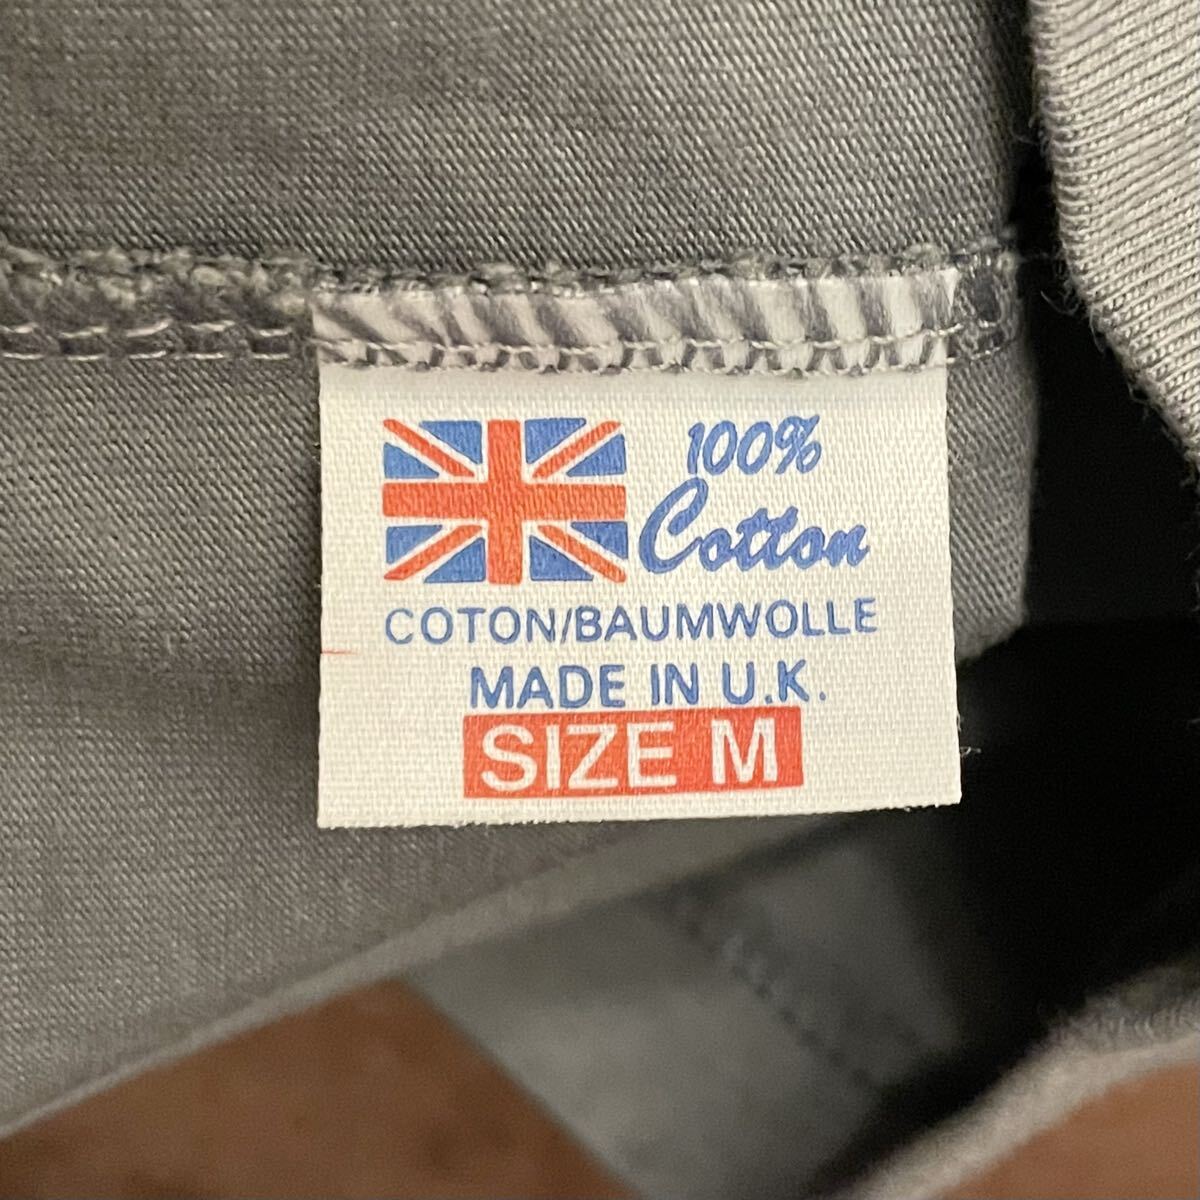 100%
Cotton
COTON/BAUMWOLLE
MADE IN U.K.
SIZE M